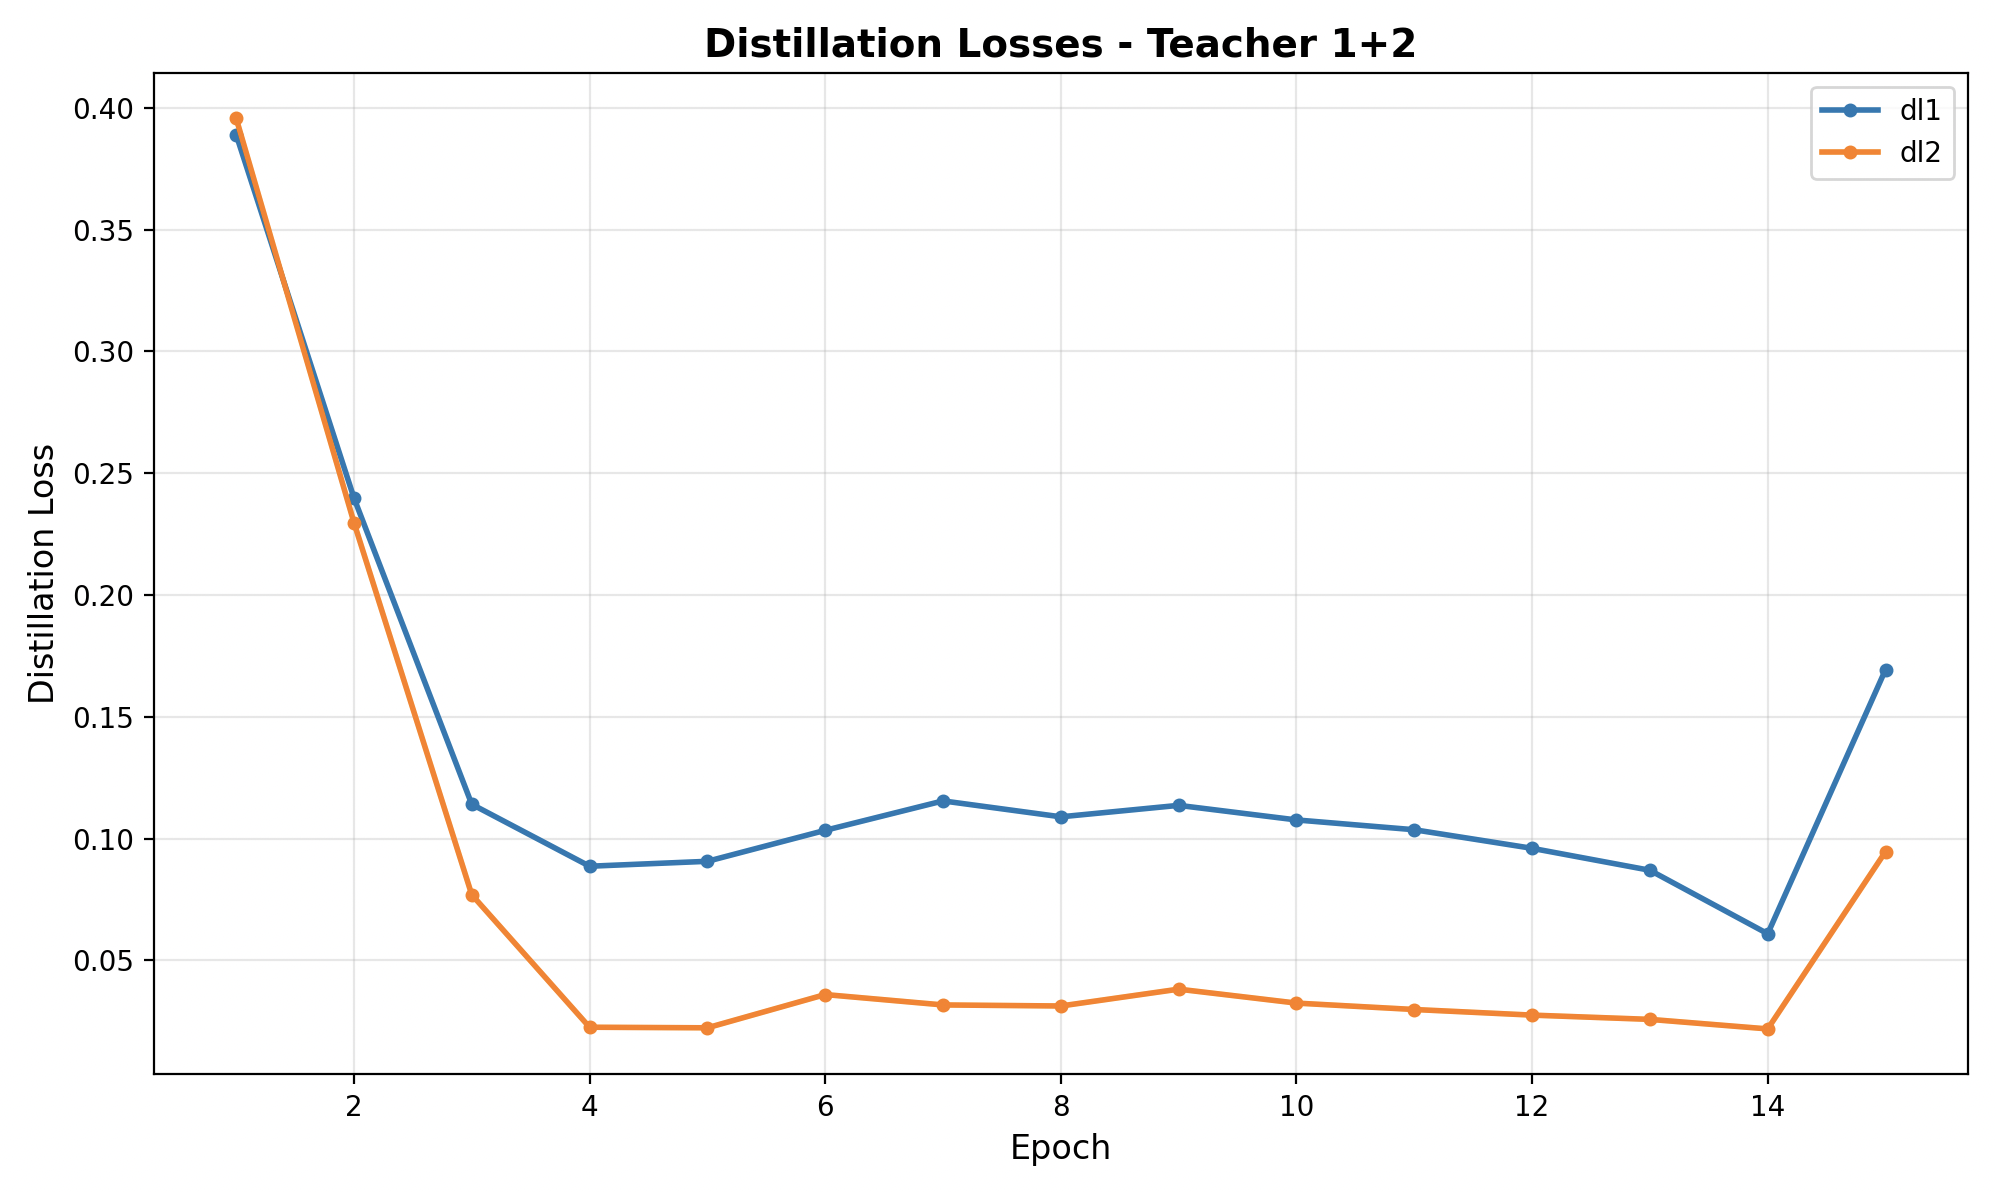 Distillation Losses - Teacher 1+2
dl1
dl2
0.40
0.35
0.30
0.25
0.20
0.15
0.10
0.05
Distillation Loss
2 4 6 8 10 12 14
Epoch